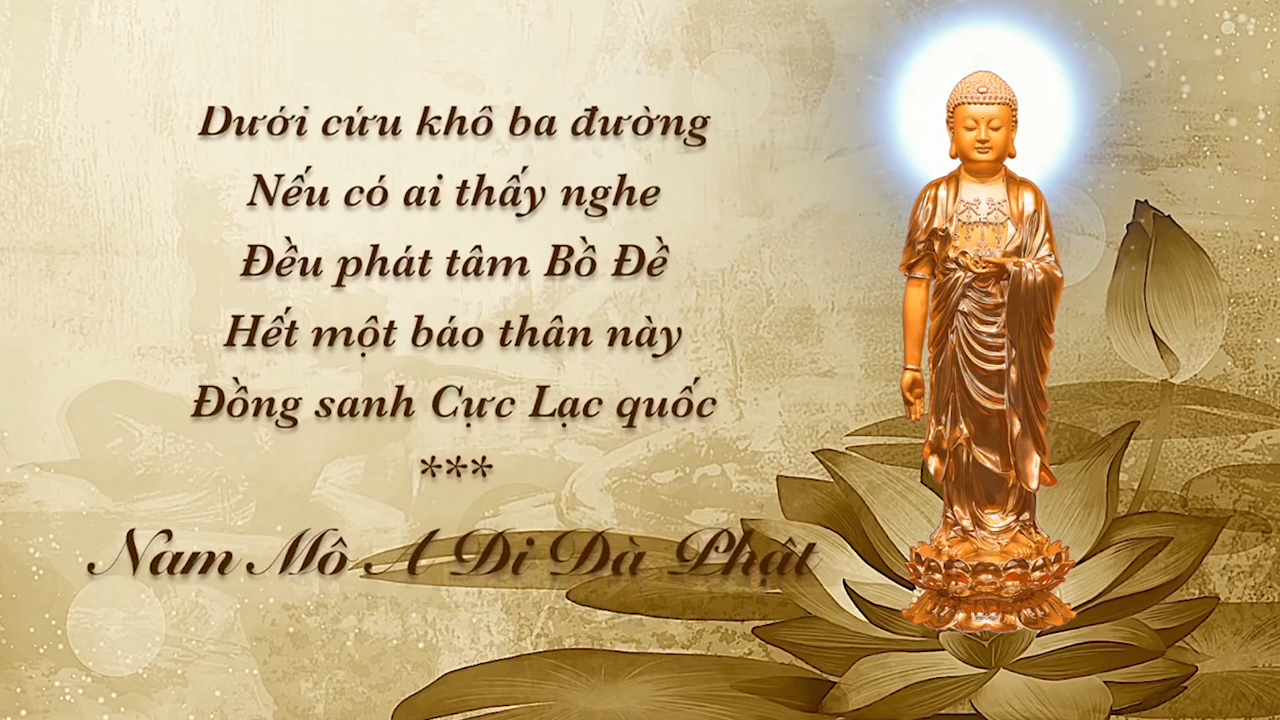 Dưới cứu khổ ba đường
Nếu có ai thấy nghe
Đều phát tâm Bồ Đề
Hết một báo thân này
Đồng sanh Cực Lạc quốc
***
Nam Mô A Di Đà Phật